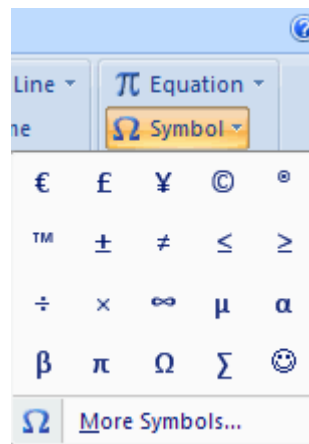 Line π Equation
ne Ω Symbol
€ £ ¥ © ®
™ ± ≠ ≤ ≥
÷ × ∞ µ α
β π Ω ∑ ☺
Ω More Symbols...